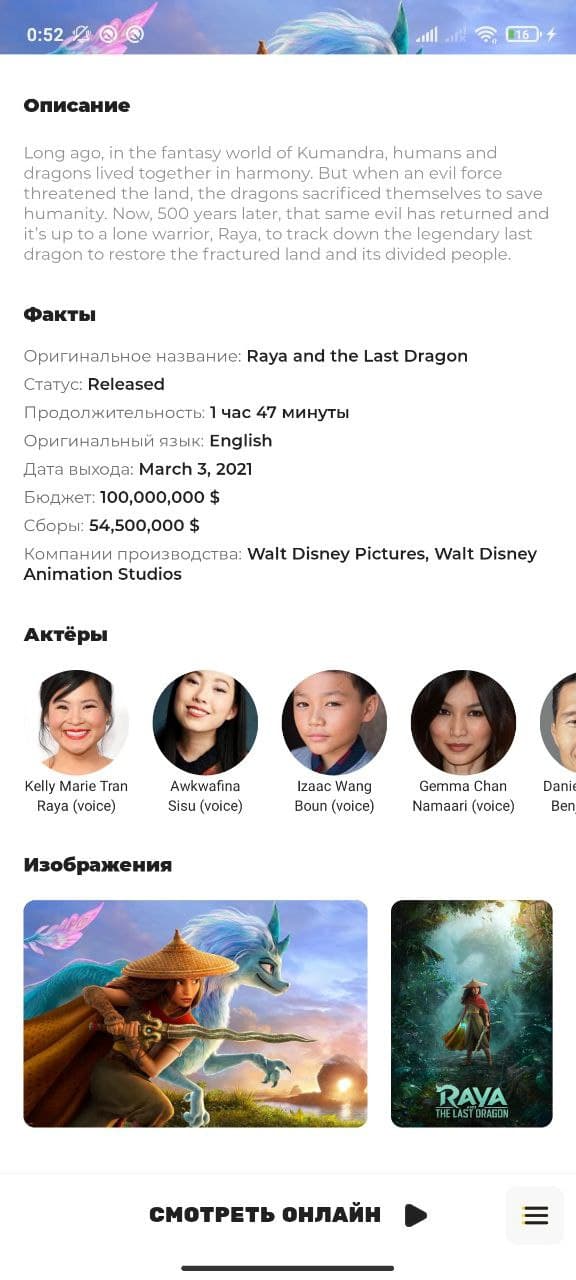 0:52
16
Описание
Long ago, in the fantasy world of Kumandra, humans and
dragons lived together in harmony. But when an evil force
threatened the land, the dragons sacrificed themselves to save
humanity. Now, 500 years later, that same evil has returned and
it’s up to a lone warrior, Raya, to track down the legendary last
dragon to restore the fractured land and its divided people.
Факты
Оригинальное название: Raya and the Last Dragon
Статус: Released
Продолжительность: 1 час 47 минуты
Оригинальный язык: English
Дата выхода: March 3, 2021
Бюджет: 100,000,000 $
Сборы: 54,500,000 $
Компании производства: Walt Disney Pictures, Walt Disney
Animation Studios
Актёры
Kelly Marie Tran
Raya (voice)
Awkwafina
Sisu (voice)
Izaac Wang
Boun (voice)
Gemma Chan
Namaari (voice)
Danie
Ben
Изображения
RAYA
AND
THE LAST DRAGON
СМОТРЕТЬ ОНЛАЙН